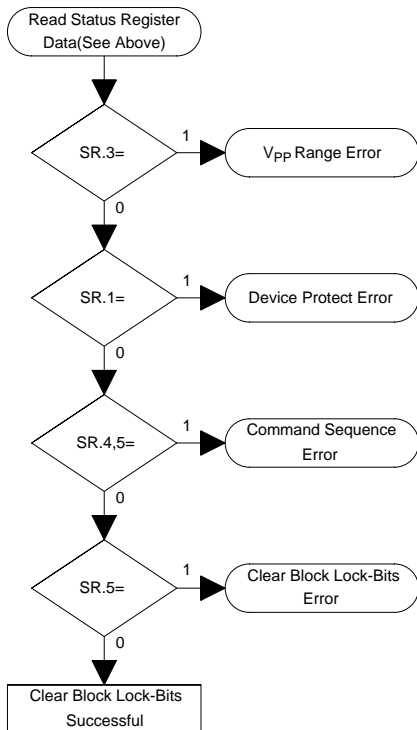 Read Status Register
Data(See Above)
SR.3=
1
VPP Range Error
0
SR.1=
1
Device Protect Error
0
SR.4,5=
1
Command Sequence
Error
0
SR.5=
1
Clear Block Lock-Bits
Error
0
Clear Block Lock-Bits
Successful